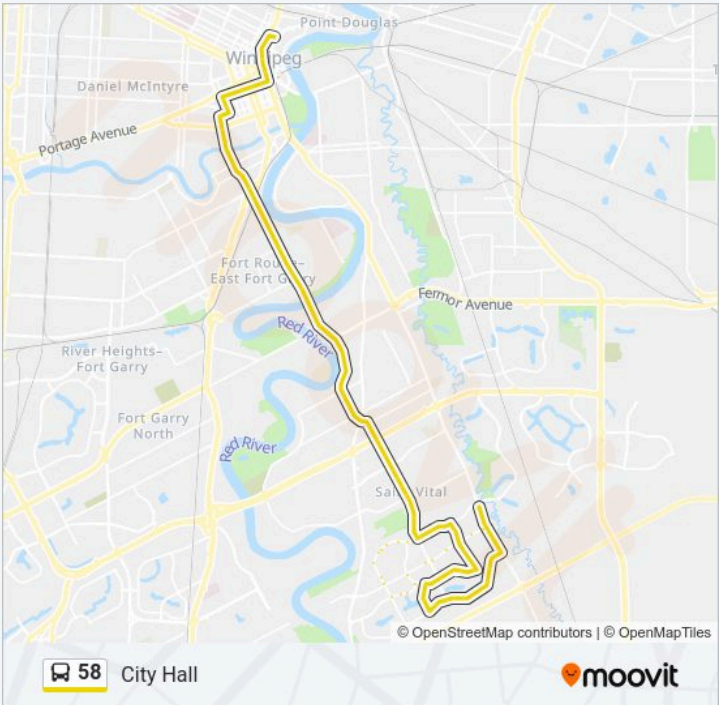 Point Douglas
Winnipeg
Daniel McIntyre
Portage Avenue
Fort Rouge–
East Fort Garry
Fermor Avenue
Red River
River Heights–
Fort Garry
Fort Garry
North
Red River
Saint Vital
© OpenStreetMap contributors | © OpenMapTiles
58 City Hall
moovit